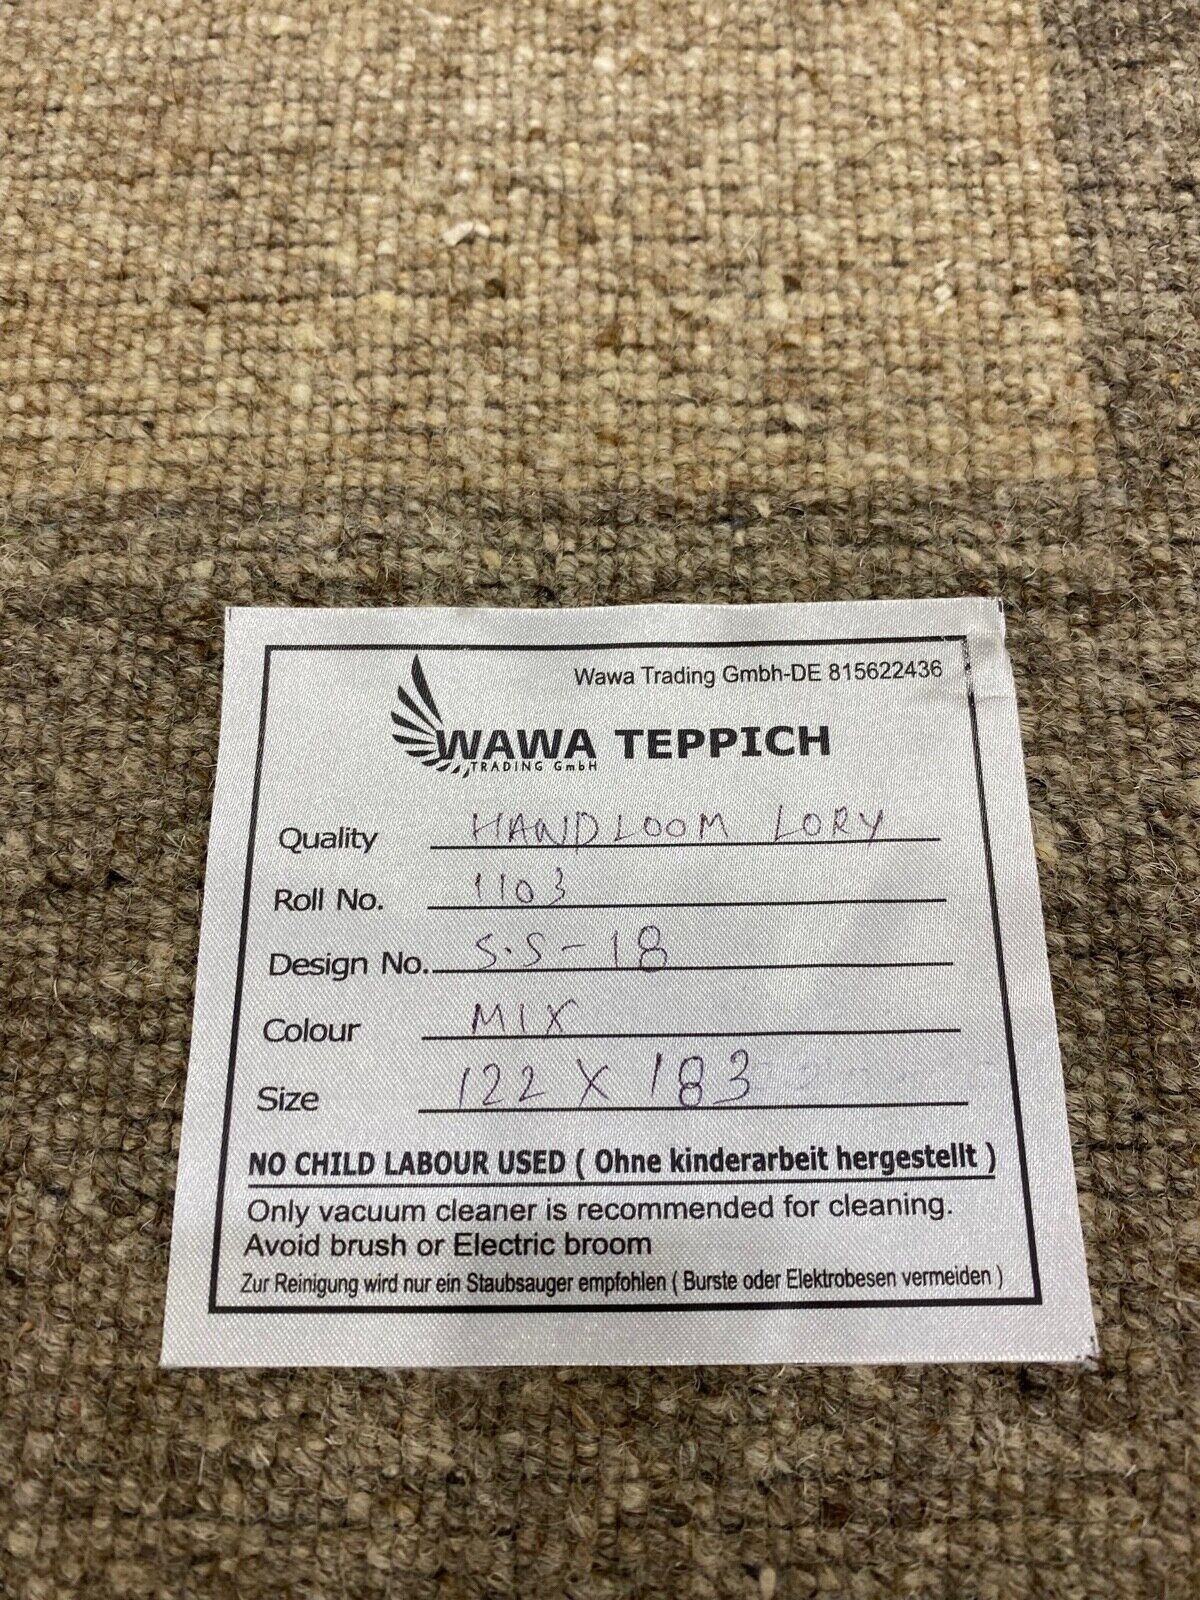 Wawa Trading Gmbh-DE 815622436
WAWA TEPPICH
TRADING GmbH
Quality HANDLOOM LORY
Roll No. 1103
Design No. S.S-18
Colour MIX
Size 122 X 183
NO CHILD LABOUR USED ( Ohne kinderarbeit hergestellt )
Only vacuum cleaner is recommended for cleaning.
Avoid brush or Electric broom
Zur Reinigung wird nur ein Staubsauger empfohlen ( Burste oder Elektrobesen vermeiden )